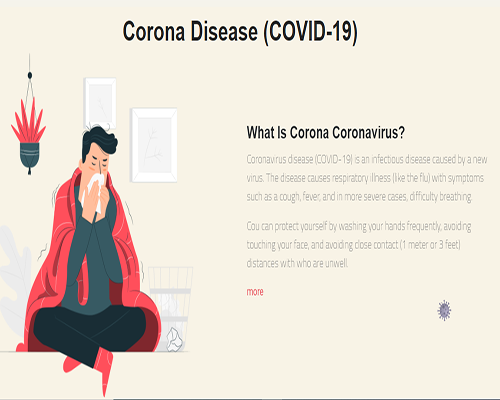 Corona Disease (COVID-19)
What Is Corona Coronavirus?
Coronavirus disease (COVID-19) is an infectious disease caused by a new
virus. The disease causes respiratory illness (like the flu) with symptoms
such as a cough, fever, and in more severe cases, difficulty breathing.
Cou can protect yourself by washing your hands frequently, avoiding
touching your face, and avoiding close contact (1 meter or 3 feet)
distances with who are unwell.
more